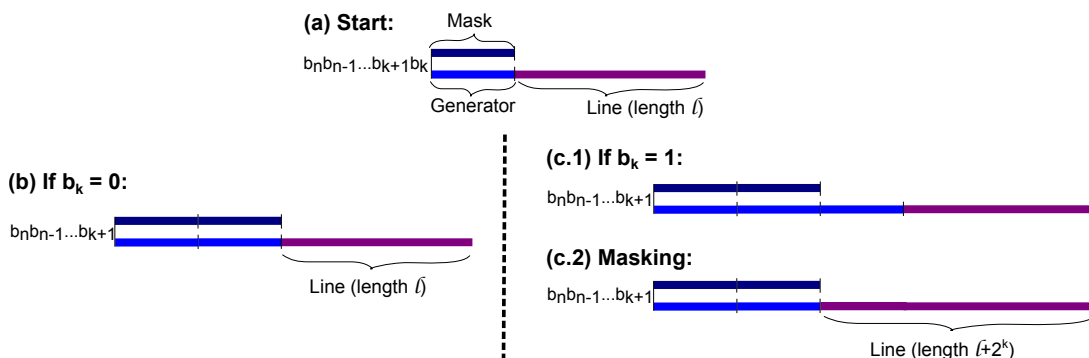 (a) Start:
Mask
bₙbₙ₋₁...bₖ₊₁bₖ
Generator
Line (length ℓ)
(b) If bₖ = 0:
bₙbₙ₋₁...bₖ₊₁
Line (length ℓ)
(c.1) If bₖ = 1:
bₙbₙ₋₁...bₖ₊₁
(c.2) Masking:
bₙbₙ₋₁...bₖ₊₁
Line (length ℓ+2ᵏ)